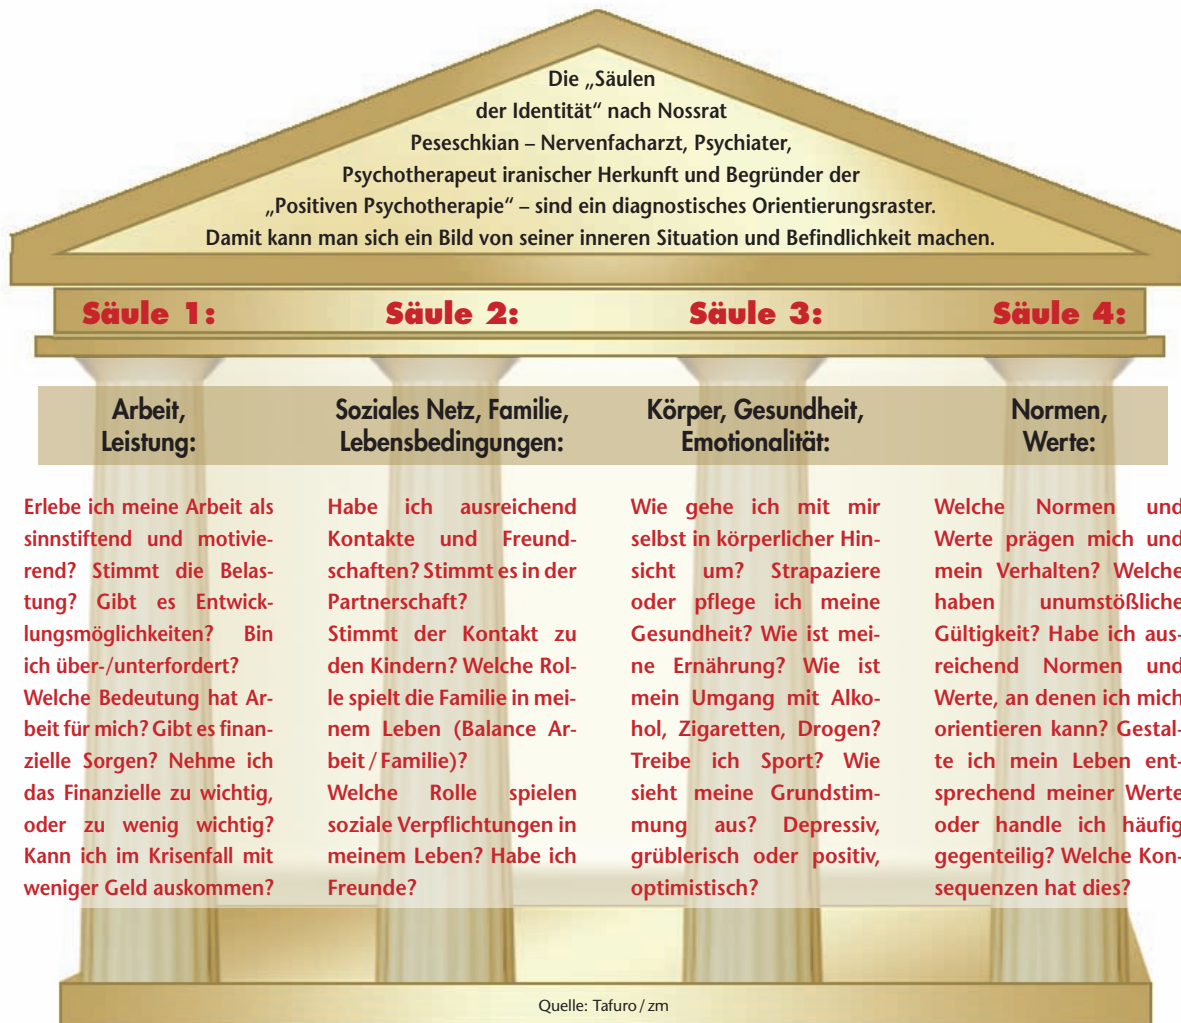 Die „Säulen
der Identität“ nach Nossrat
Peseschkian – Nervenfacharzt, Psychiater,
Psychotherapeut iranischer Herkunft und Begründer der
„Positiven Psychotherapie“ – sind ein diagnostisches Orientierungsraster.
Damit kann man sich ein Bild von seiner inneren Situation und Befindlichkeit machen.
Säule 1:
Arbeit,
Leistung:
Erlebe ich meine Arbeit als
sinnstiftend und motivie-
rend? Stimmt die Belas-
tung? Gibt es Entwick-
lungsmöglichkeiten? Bin
ich über-/unterfordert?
Welche Bedeutung hat Ar-
beit für mich? Gibt es finan-
zielle Sorgen? Nehme ich
das Finanzielle zu wichtig,
oder zu wenig wichtig?
Kann ich im Krisenfall mit
weniger Geld auskommen?
Säule 2:
Soziales Netz, Familie,
Lebensbedingungen:
Habe ich ausreichend
Kontakte und Freund-
schaften? Stimmt es in der
Partnerschaft?
Stimmt der Kontakt zu
den Kindern? Welche Rol-
le spielt die Familie in mei-
nem Leben (Balance Ar-
beit / Familie)?
Welche Rolle spielen
soziale Verpflichtungen in
meinem Leben? Habe ich
Freunde?
Säule 3:
Körper, Gesundheit,
Emotionalität:
Wie gehe ich mit mir
selbst in körperlicher Hin-
sicht um? Strapaziere
oder pflege ich meine
Gesundheit? Wie ist mei-
ne Ernährung? Wie ist
mein Umgang mit Alko-
hol, Zigaretten, Drogen?
Treibe ich Sport? Wie
sieht meine Grundstim-
mung aus? Depressiv,
grüblerisch oder positiv,
optimistisch?
Säule 4:
Normen,
Werte:
Welche Normen und
Werte prägen mich und
mein Verhalten? Welche
haben unumstößliche
Gültigkeit? Habe ich aus-
reichend Normen und
Werte, an denen ich mich
orientieren kann? Gestal-
te ich mein Leben ent-
sprechend meiner Werte
oder handle ich häufig
gegenteilig? Welche Kon-
sequenzen hat dies?
Quelle: Tafuro / zm